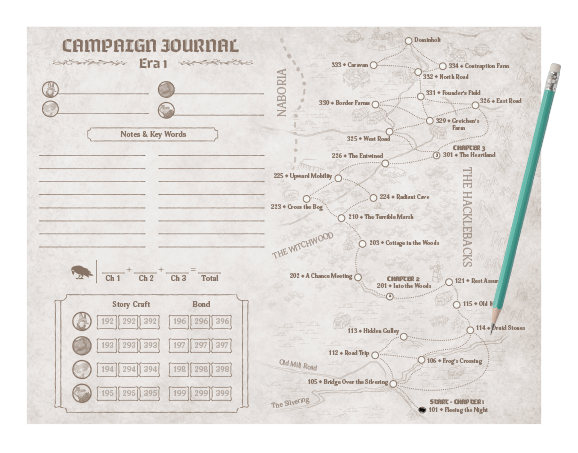 CAMPAIGN JOURNAL
Era 1
Notes & Key Words
+ + =
Ch 1 Ch 2 Ch 3 Total
Story Craft Bond
192 292 392 196 296 396
193 293 393 197 297 397
194 294 394 198 298 398
195 295 395 199 299 399
Dominholi
333 • Caravan
334 • Contraption Farm
332 • North Road
331 • Founder's Field
330 • Border Farms
326 • East Road
329 • Gretchen's
Farm
325 • West Road
CHAPTER 3
301 • The Heartland
226 • The Entwined
NABORIA
225 • Upward Mobility
224 • Radiant Cave
223 • Cross the Bog
219 • The Terrible Marsh
THE HACKLEBACKS
THE WITCHWOOD
203 • Cottage in the Woods
202 • A Chance Meeting
CHAPTER 2
201 • Into the Woods
121 • Rest Assur
115 • Old
114 • Druid Stones
113 • Hidden Gulley
112 • Road Trip
106 • Frog's Crossing
Old Mill Road
105 • Bridge Over the Silvering
The Silvering
START - CHAPTER 1
101 • Fleeing the Night